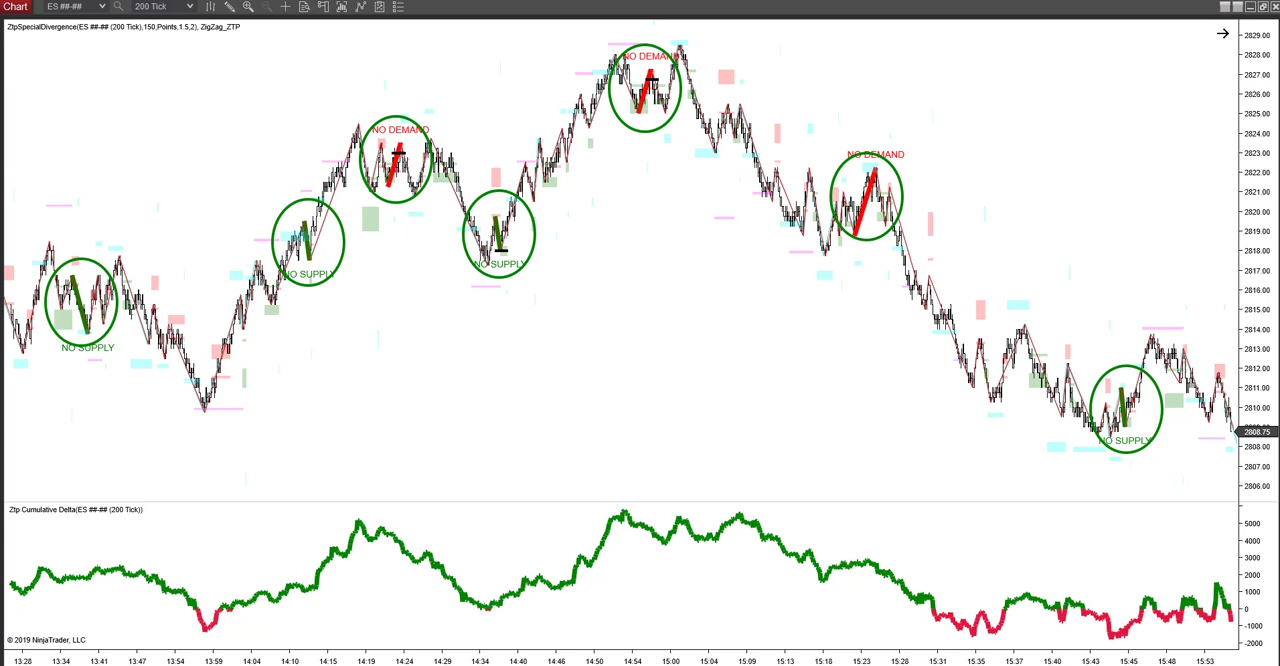 Chart ES ##-## 200 Tick
ZtpSpecialDivergence(ES ##-## (200 Tick),150,Points,1.5,2), ZigZag_ZTP
2829.00
2828.00
NO DEMAND
2827.00
2826.00
2825.00
2824.00
NO DEMAND
2823.00
NO DEMAND
2822.00
2821.00
2820.00
2819.00
2818.00
NO SUPPLY
2817.00
NO SUPPLY
2816.00
2815.00
2814.00
NO SUPPLY
2813.00
2812.00
2811.00
2810.00
2808.75
NO SUPPLY
2808.00
2807.00
2806.00
Ztp Cumulative Delta(ES ##-## (200 Tick))
5000
4000
3000
2000
1000
0
-1000
-2000
© 2019 NinjaTrader, LLC
13:28 13:34 13:41 13:47 13:54 13:59 14:04 14:10 14:15 14:19 14:24 14:29 14:34 14:40 14:44 14:50 14:54 15:00 15:04 15:09 15:13 15:18 15:23 15:28 15:31 15:34 15:37 15:40 15:43 15:45 15:48 15:53